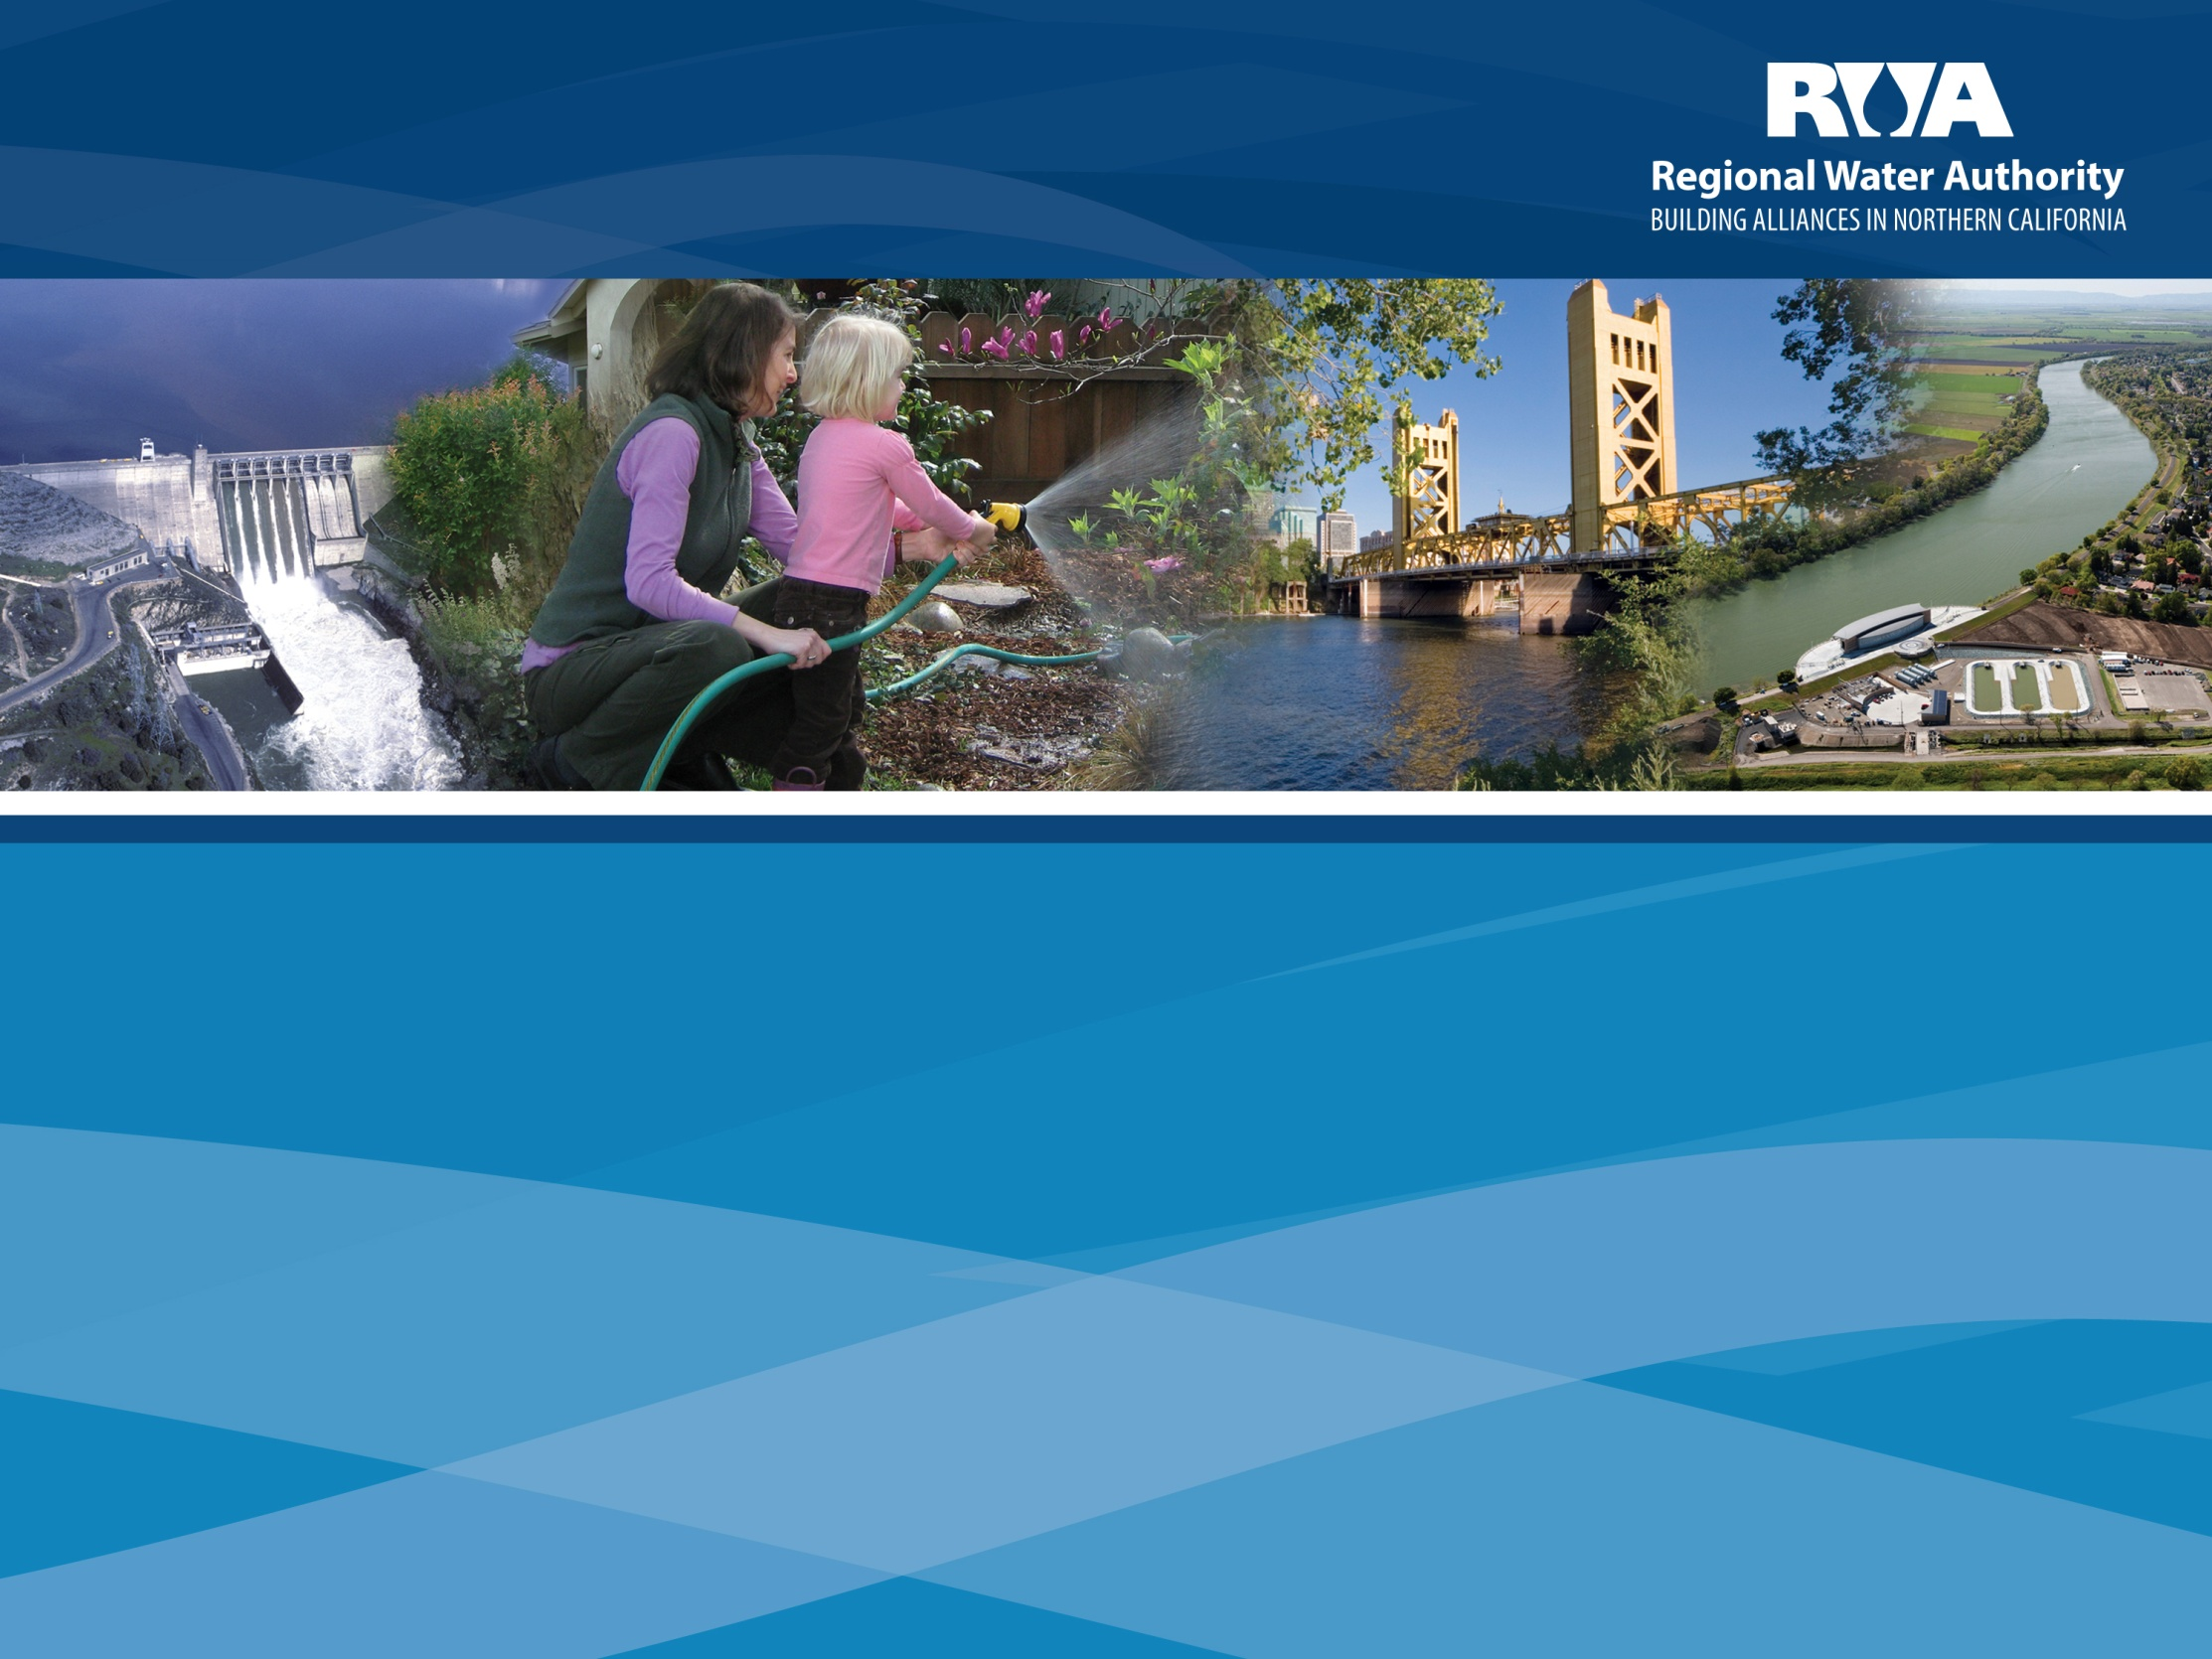 RWA
Regional Water Authority
BUILDING ALLIANCES IN NORTHERN CALIFORNIA